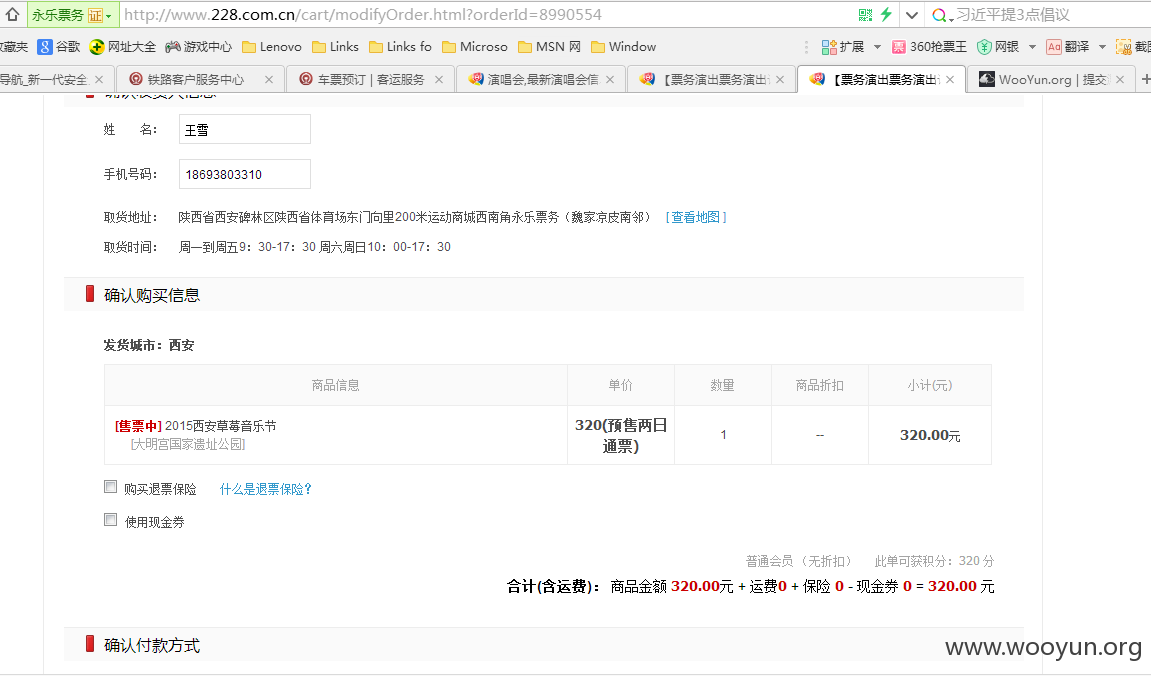 永乐票务 证 http://www.228.com.cn/cart/modifyOrder.html?orderId=8990554 习近平提3点倡议
收藏夹 谷歌 网址大全 游戏中心 Lenovo Links Links fo Microso MSN 网 Window 扩展 360抢票王 网银 Aa 翻译
导航_新一代安全 铁路客户服务中心 车票预订 | 客运服务 演唱会,最新演唱会信 【票务演出票务演出 【票务演出票务演出 WooYun.org | 提交
姓 名: 王雪
手机号码: 18693803310
取货地址: 陕西省西安碑林区陕西省体育场东门向里200米运动商城西南角永乐票务（魏家凉皮南邻） [查看地图]
取货时间: 周一到周五9：30-17：30 周六周日10：00-17：30
确认购买信息
发货城市：西安
商品信息 单价 数量 商品折扣 小计(元)
[售票中] 2015西安草莓音乐节 320(预售两日 1 -- 320.00元
[大明宫国家遗址公园] 通票)
购买退票保险 什么是退票保险？
使用现金券
普通会员（无折扣） 此单可获积分：320 分
合计(含运费)： 商品金额 320.00元 + 运费0 + 保险 0 - 现金券 0 = 320.00 元
确认付款方式
www.wooyun.org